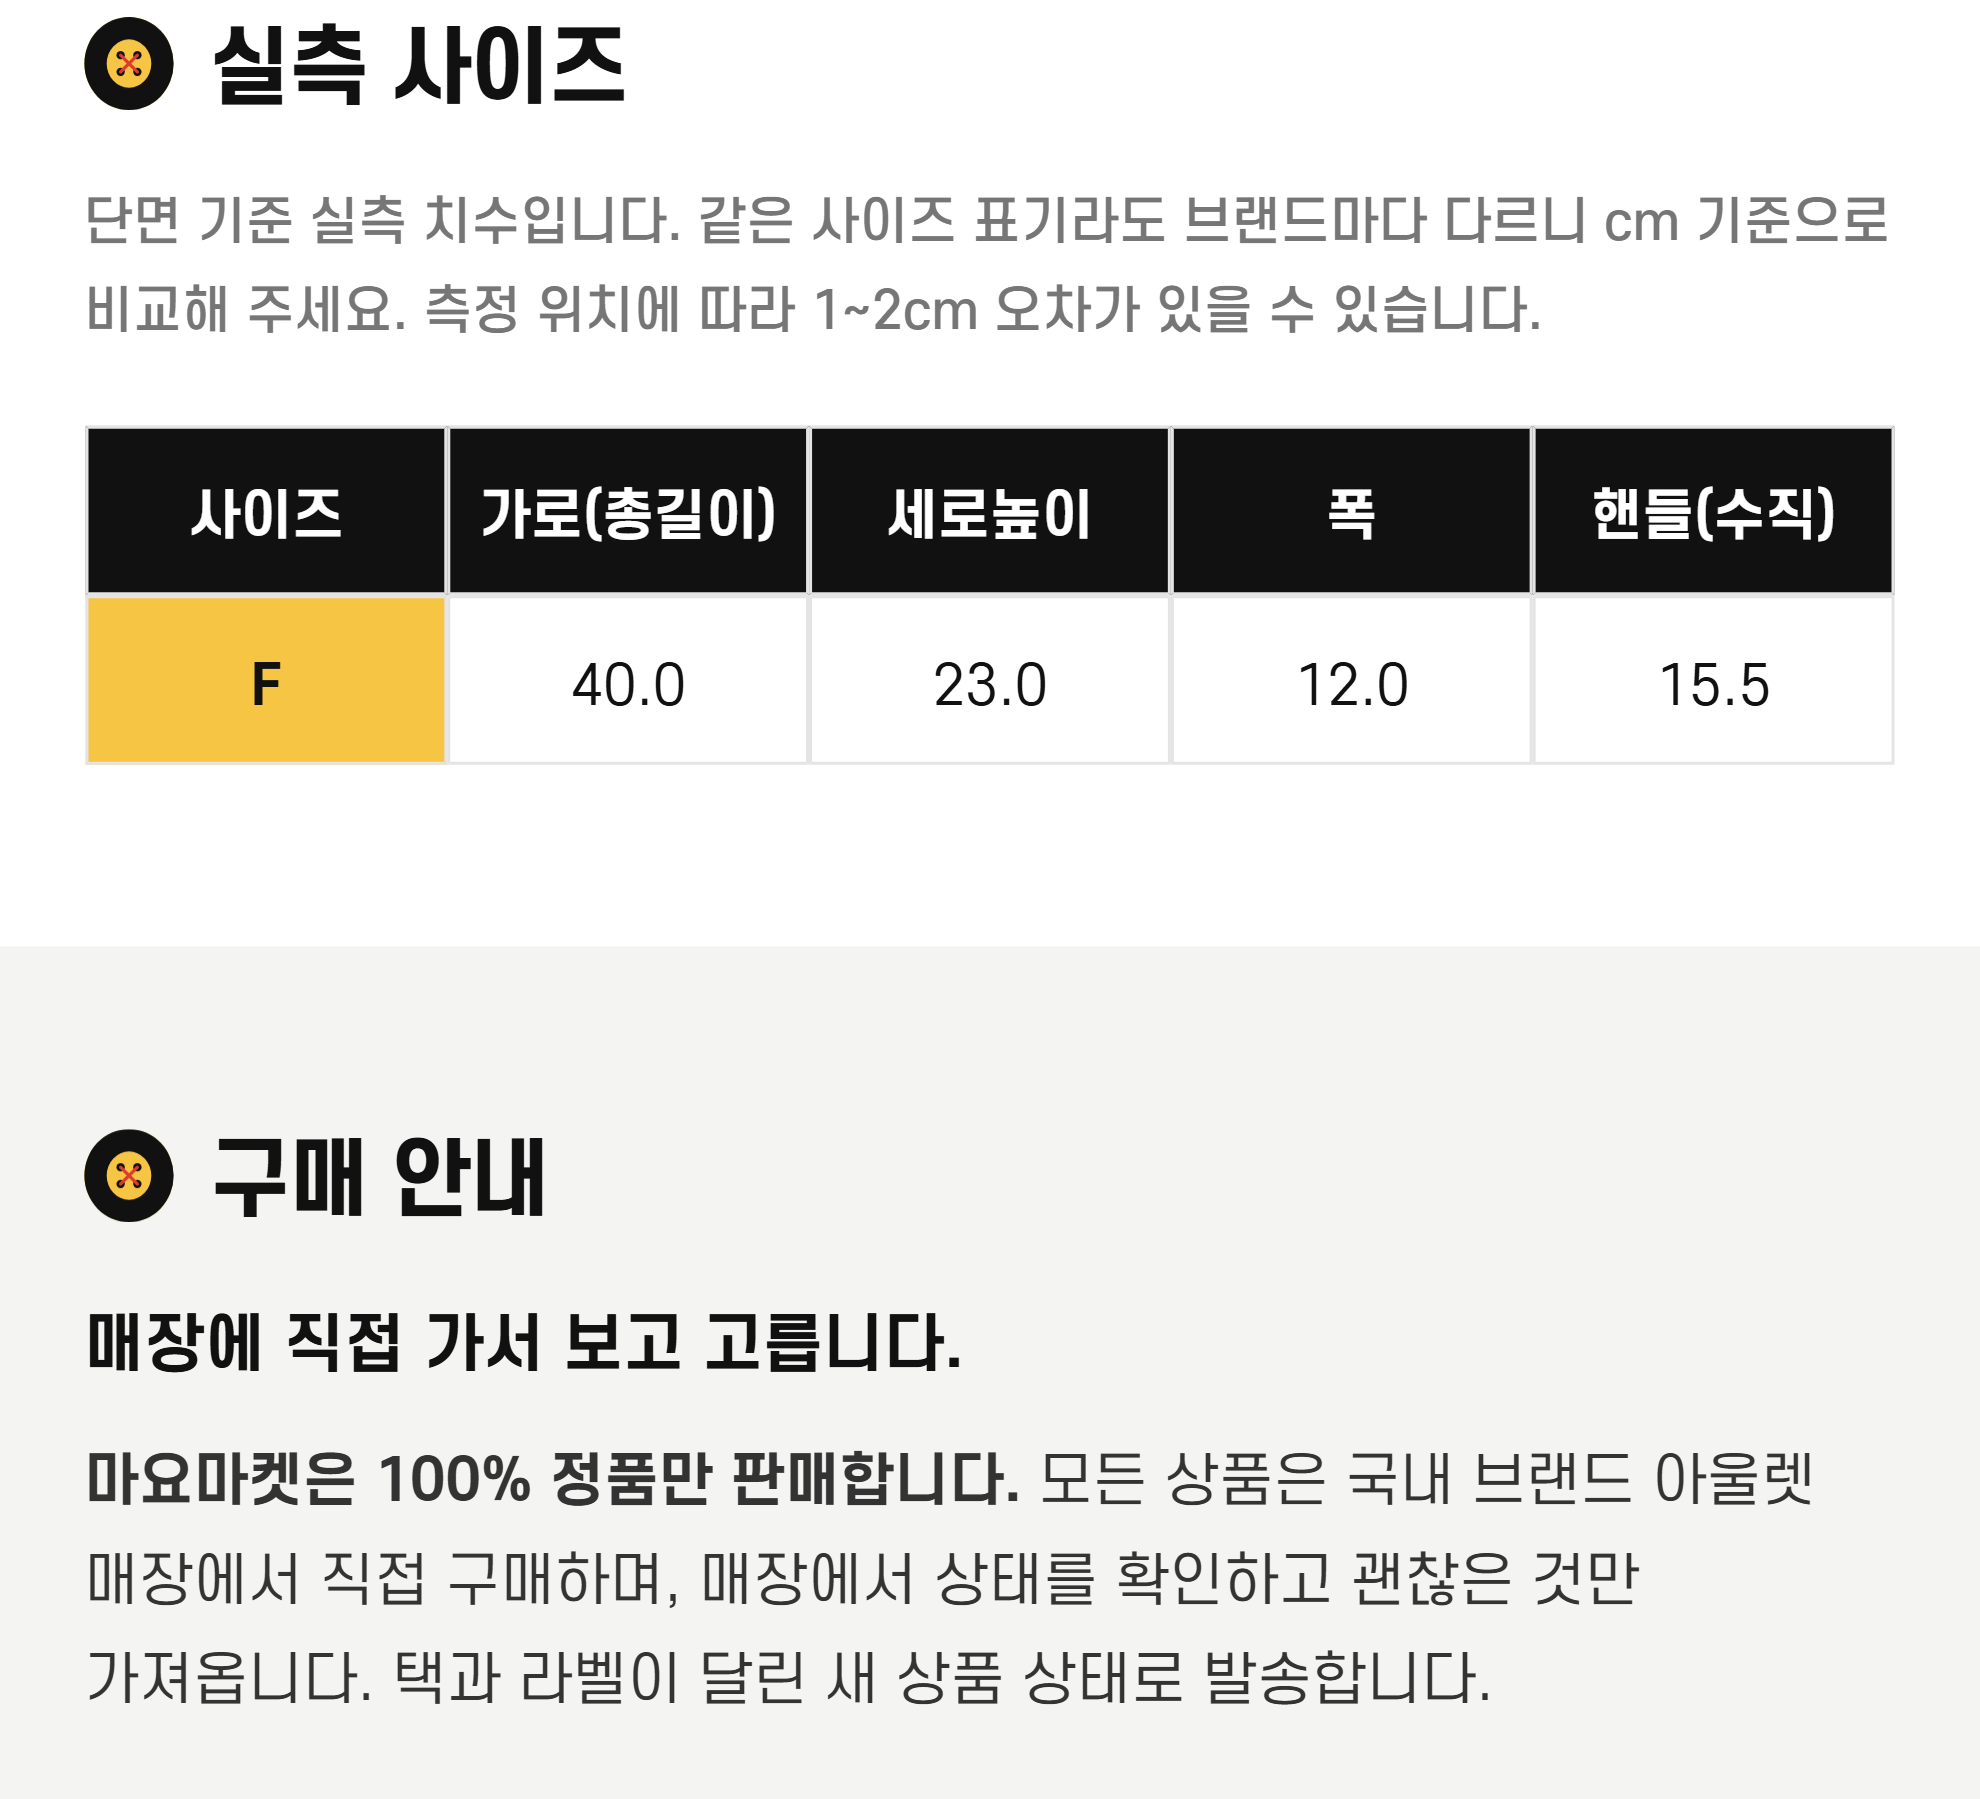 실측 사이즈
단면 기준 실측 치수입니다. 같은 사이즈 표기라도 브랜드마다 다르니 cm 기준으로
비교해 주세요. 측정 위치에 따라 1~2cm 오차가 있을 수 있습니다.
사이즈 가로(총길이) 세로높이 폭 핸들(수직)
F 40.0 23.0 12.0 15.5
구매 안내
매장에 직접 가서 보고 고릅니다.
마요마켓은 100% 정품만 판매합니다. 모든 상품은 국내 브랜드 아울렛
매장에서 직접 구매하며, 매장에서 상태를 확인하고 괜찮은 것만
가져옵니다. 택과 라벨이 달린 새 상품 상태로 발송합니다.